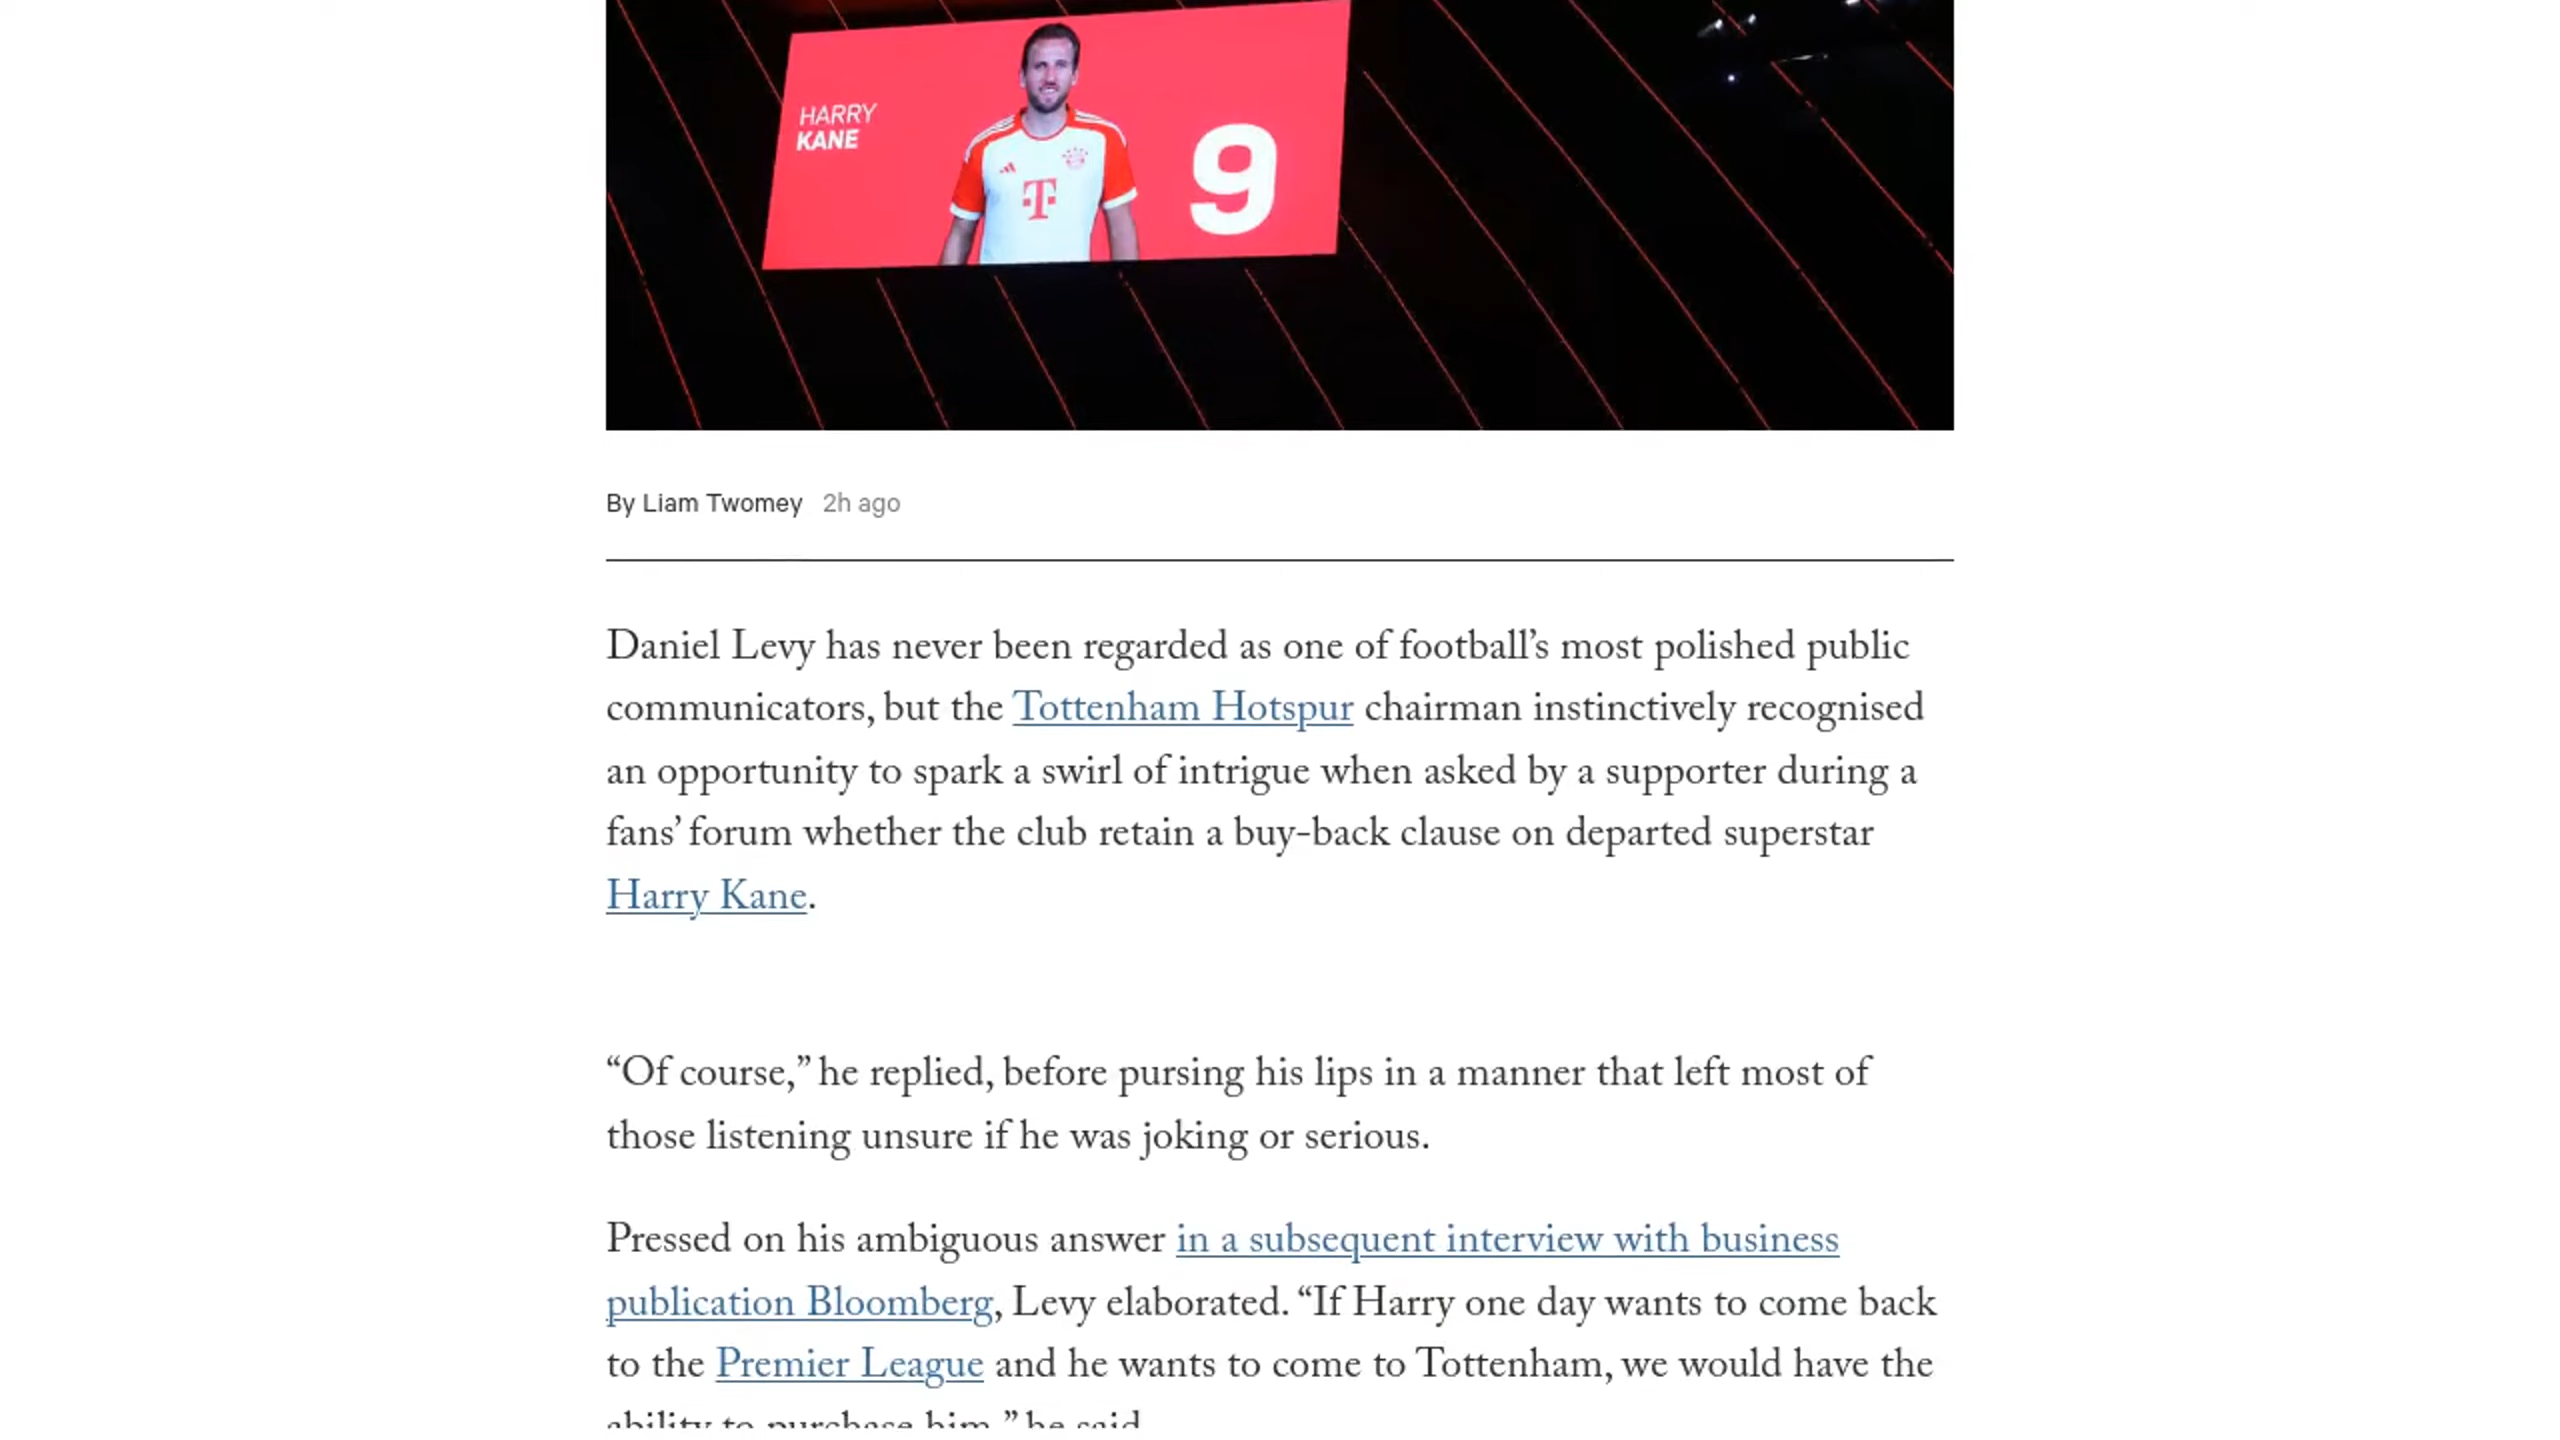 HARRY
KANE
9
T
By Liam Twomey 2h ago
Daniel Levy has never been regarded as one of football’s most polished public
communicators, but the Tottenham Hotspur chairman instinctively recognised
an opportunity to spark a swirl of intrigue when asked by a supporter during a
fans’ forum whether the club retain a buy-back clause on departed superstar
Harry Kane.
“Of course,” he replied, before pursing his lips in a manner that left most of
those listening unsure if he was joking or serious.
Pressed on his ambiguous answer in a subsequent interview with business
publication Bloomberg, Levy elaborated. “If Harry one day wants to come back
to the Premier League and he wants to come to Tottenham, we would have the
ability to purchase him,” he said